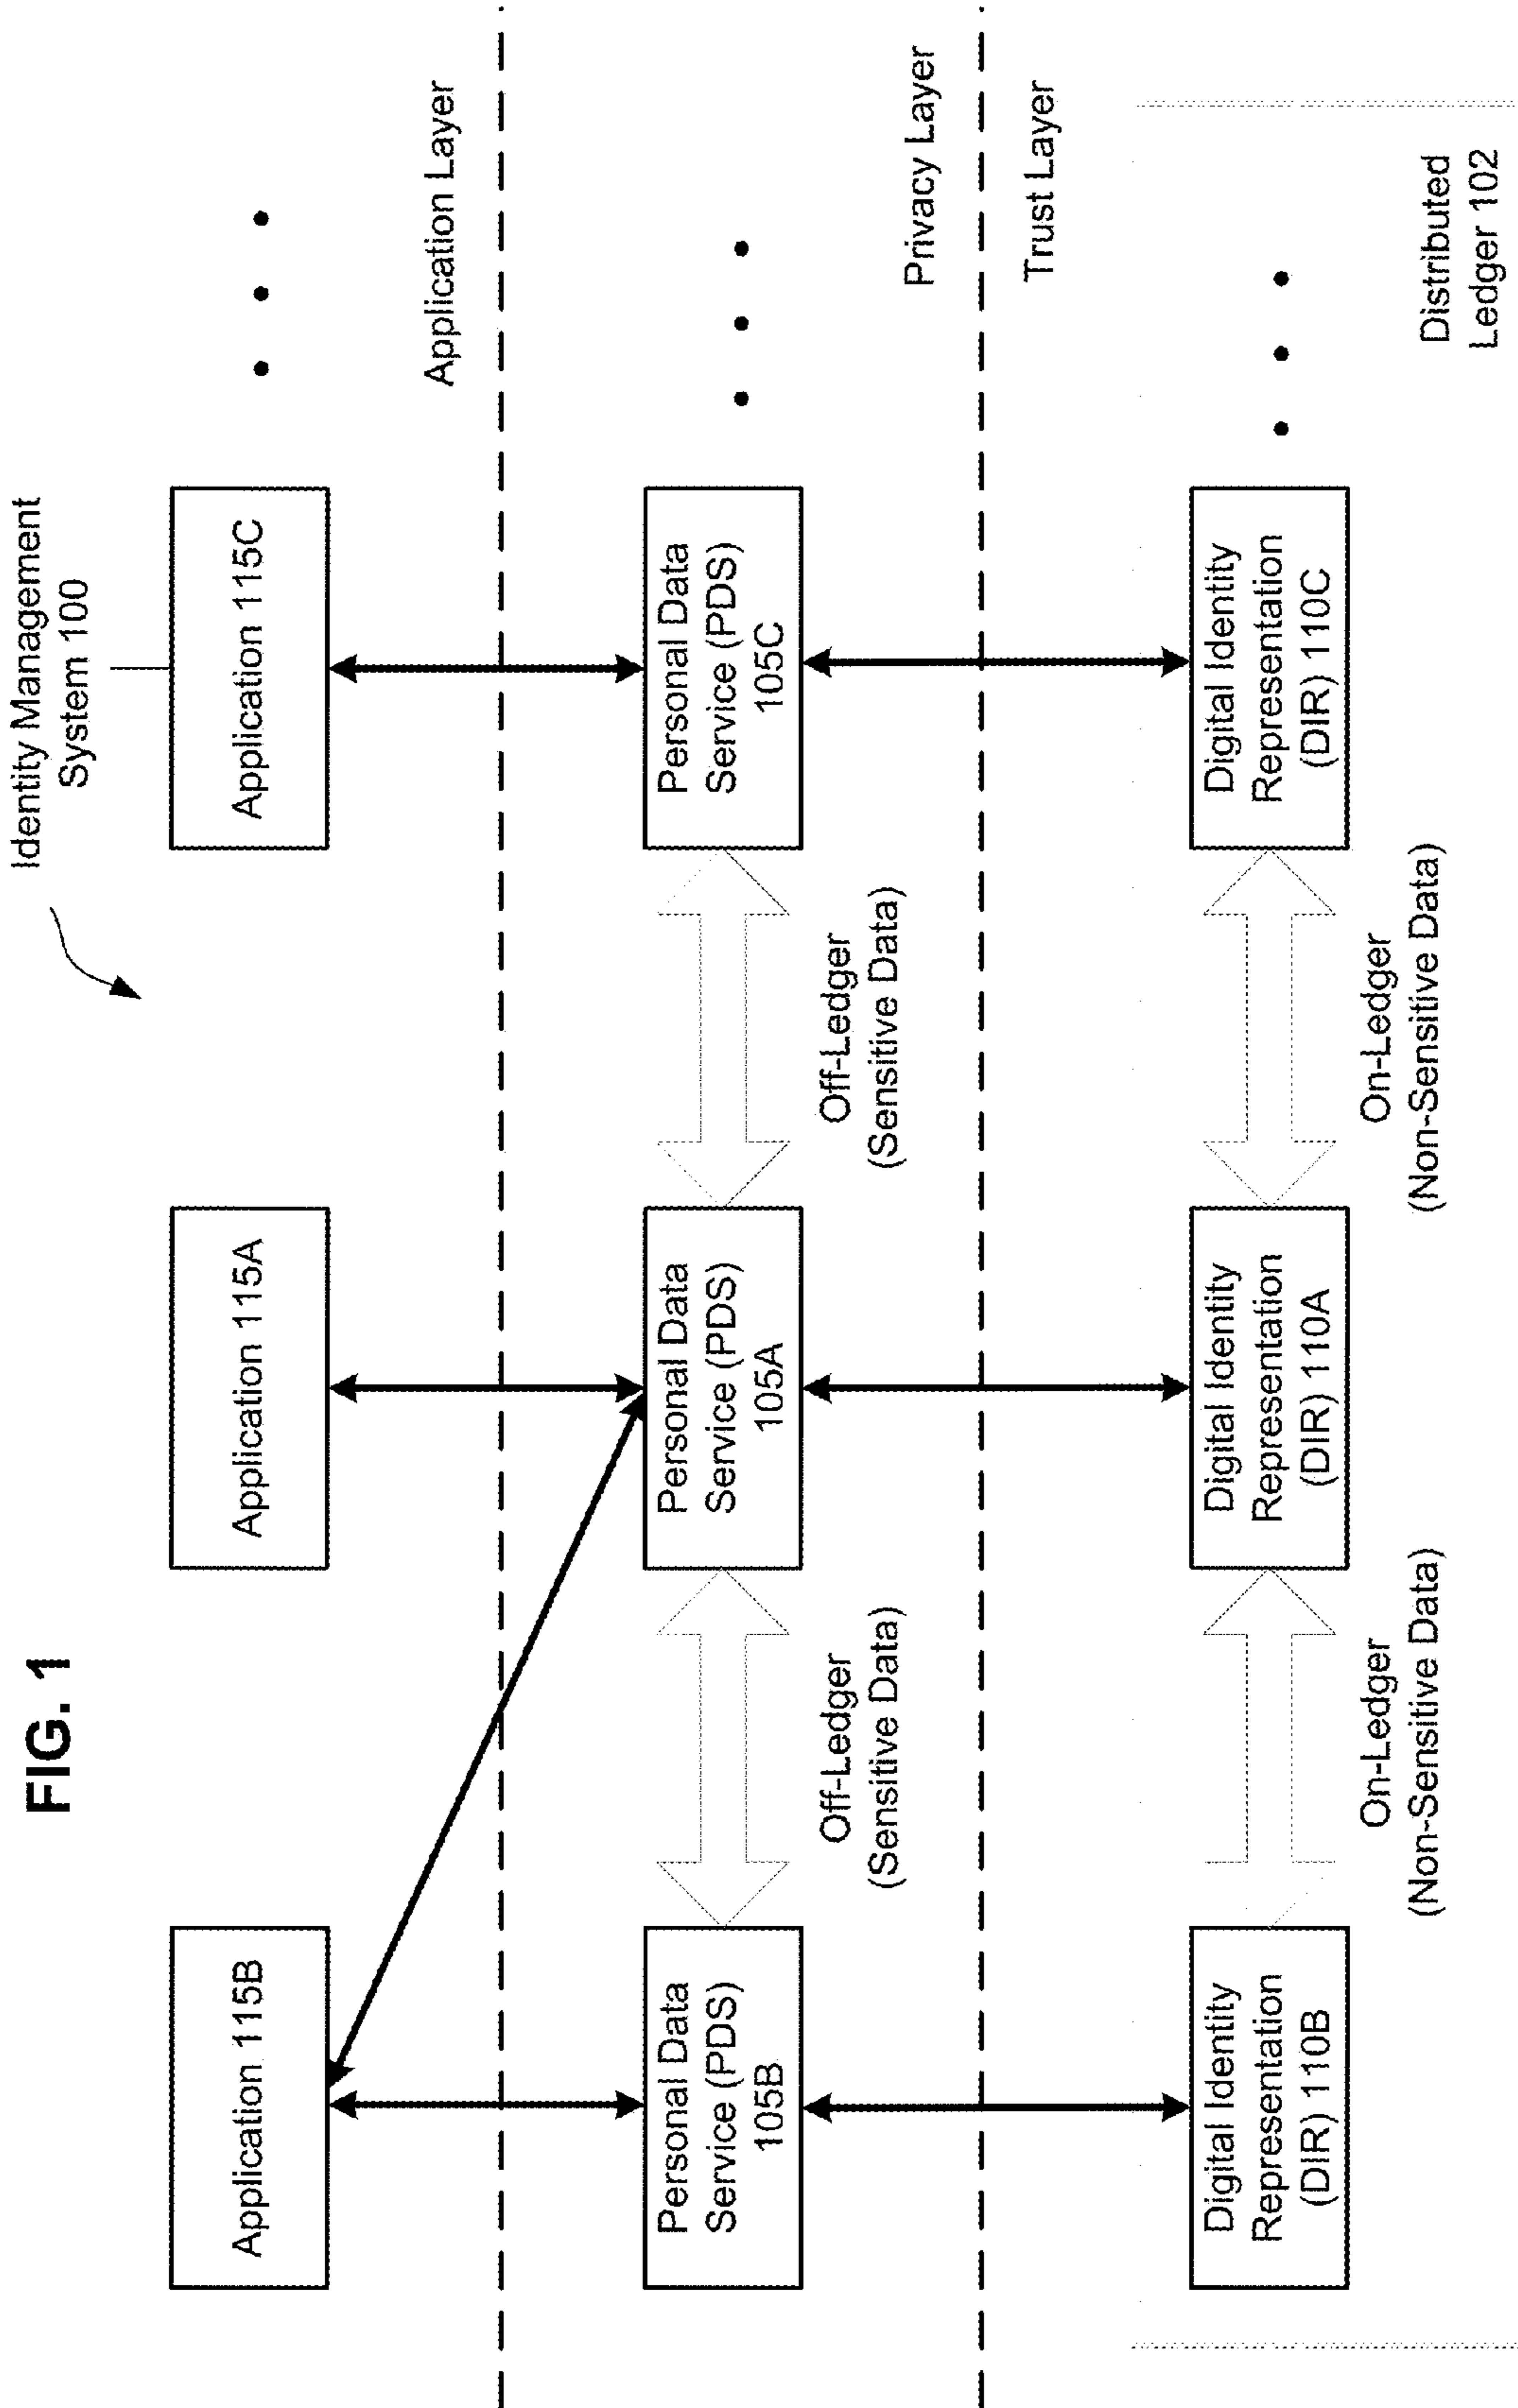 FIG. 1
Identity Management
System 100
Application 115B
Application 115A
Application 115C
Application Layer
Personal Data
Service (PDS)
105B
Off-Ledger
(Sensitive Data)
Personal Data
Service (PDS)
105A
Off-Ledger
(Sensitive Data)
Personal Data
Service (PDS)
105C
Privacy Layer
Trust Layer
Digital Identity
Representation
(DIR) 110B
On-Ledger
(Non-Sensitive Data)
Digital Identity
Representation
(DIR) 110A
On-Ledger
(Non-Sensitive Data)
Digital Identity
Representation
(DIR) 110C
Distributed
Ledger 102